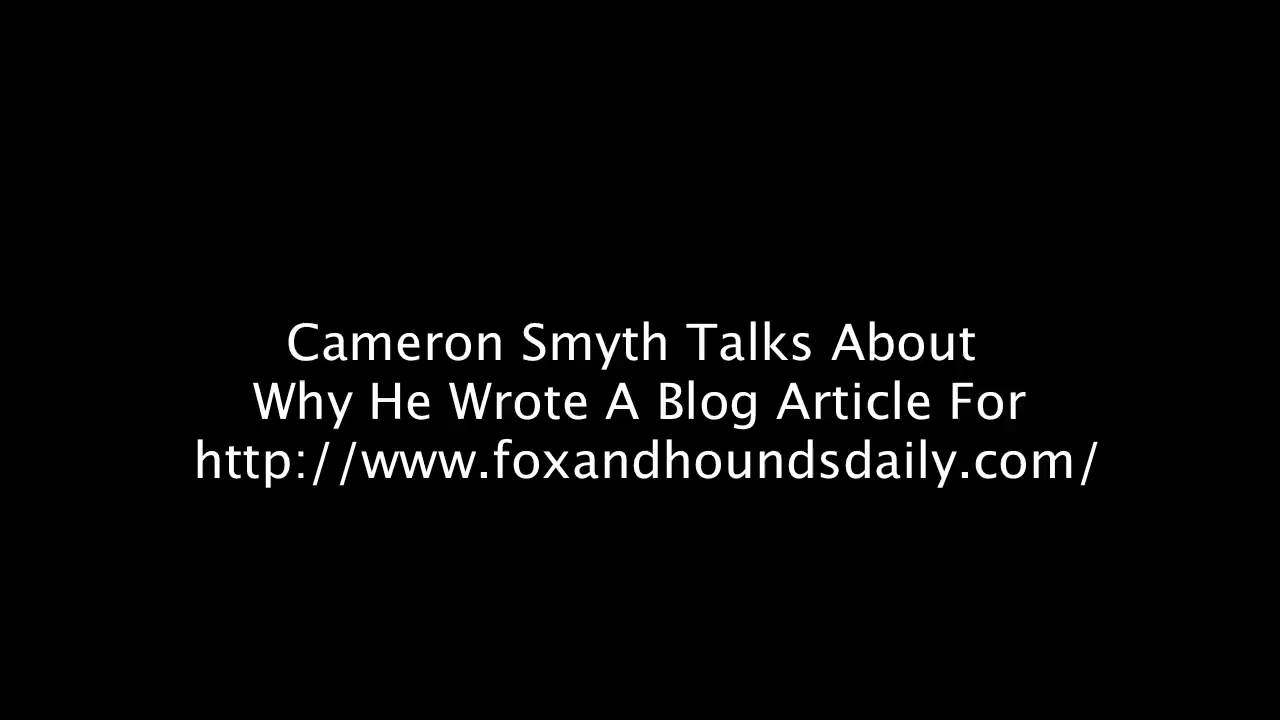 Cameron Smyth Talks About
Why He Wrote A Blog Article For
http://www.foxandhoundsdaily.com/